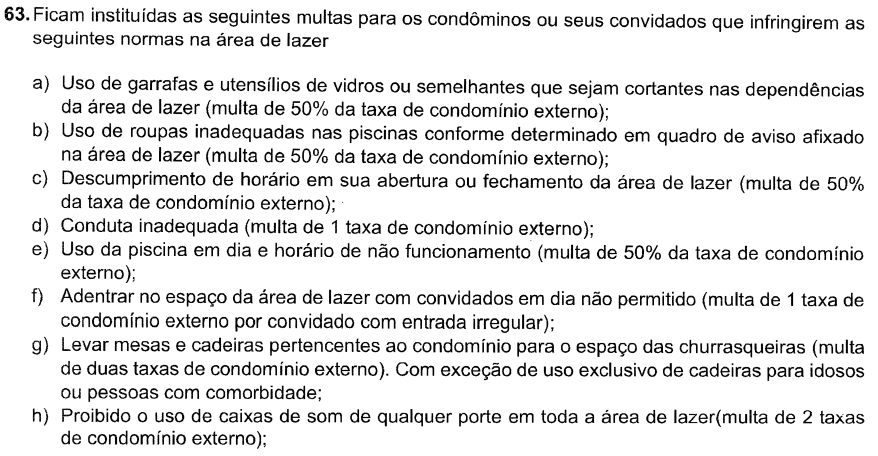 63. Ficam instituídas as seguintes multas para os condôminos ou seus convidados que infringirem as
seguintes normas na área de lazer
a) Uso de garrafas e utensílios de vidros ou semelhantes que sejam cortantes nas dependências
da área de lazer (multa de 50% da taxa de condomínio externo);
b) Uso de roupas inadequadas nas piscinas conforme determinado em quadro de aviso afixado
na área de lazer (multa de 50% da taxa de condomínio externo);
c) Descumprimento de horário em sua abertura ou fechamento da área de lazer (multa de 50%
da taxa de condomínio externo);
d) Conduta inadequada (multa de 1 taxa de condomínio externo);
e) Uso da piscina em dia e horário de não funcionamento (multa de 50% da taxa de condomínio
externo);
f) Adentrar no espaço da área de lazer com convidados em dia não permitido (multa de 1 taxa de
condomínio externo por convidado com entrada irregular);
g) Levar mesas e cadeiras pertencentes ao condomínio para o espaço das churrasqueiras (multa
de duas taxas de condomínio externo). Com exceção de uso exclusivo de cadeiras para idosos
ou pessoas com comorbidade;
h) Proibido o uso de caixas de som de qualquer porte em toda a área de lazer(multa de 2 taxas
de condomínio externo);